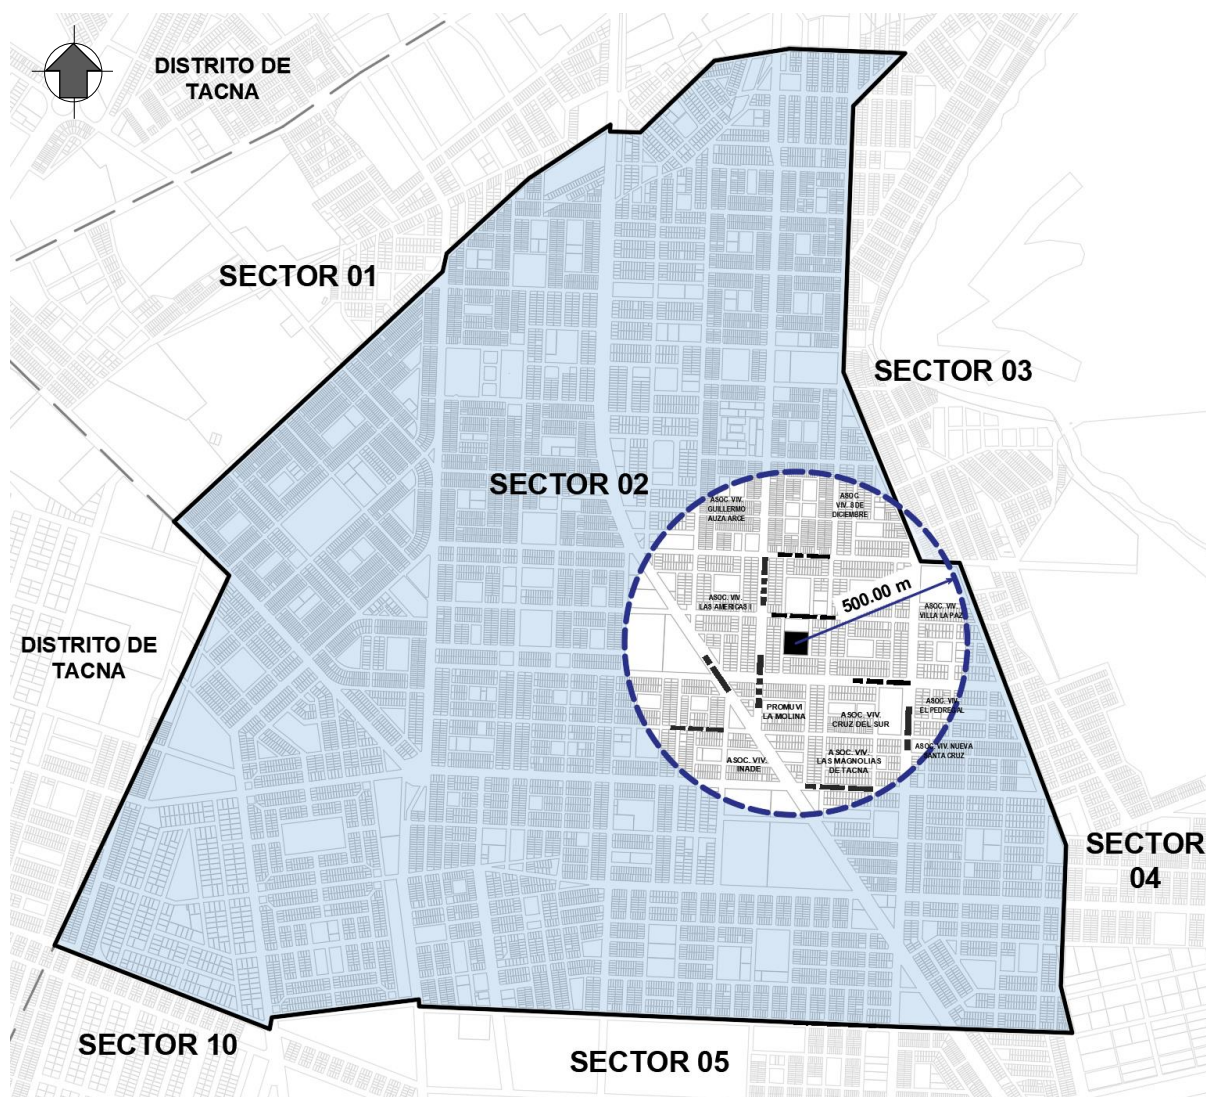 DISTRITO DE
TACNA
SECTOR 01
SECTOR 03
SECTOR 02
ASOC. VIV.
GUILLERMO
AUZA ARCE
ASOC.
VIV. 8 DE
DICIEMBRE
500.00 m
ASOC. VIV.
LAS AMERICAS I
ASOC. VIV.
VILLA LA PAZ
DISTRITO DE
TACNA
PROMUVI
LA MOLINA
ASOC. VIV.
CRUZ DEL SUR
ASOC. VIV.
EL PEDREGAL
ASOC. VIV. NUEVA
SANTA CRUZ
ASOC. VIV.
INADE
ASOC. VIV.
LAS MAGNOLIAS
DE TACNA
SECTOR
04
SECTOR 10
SECTOR 05